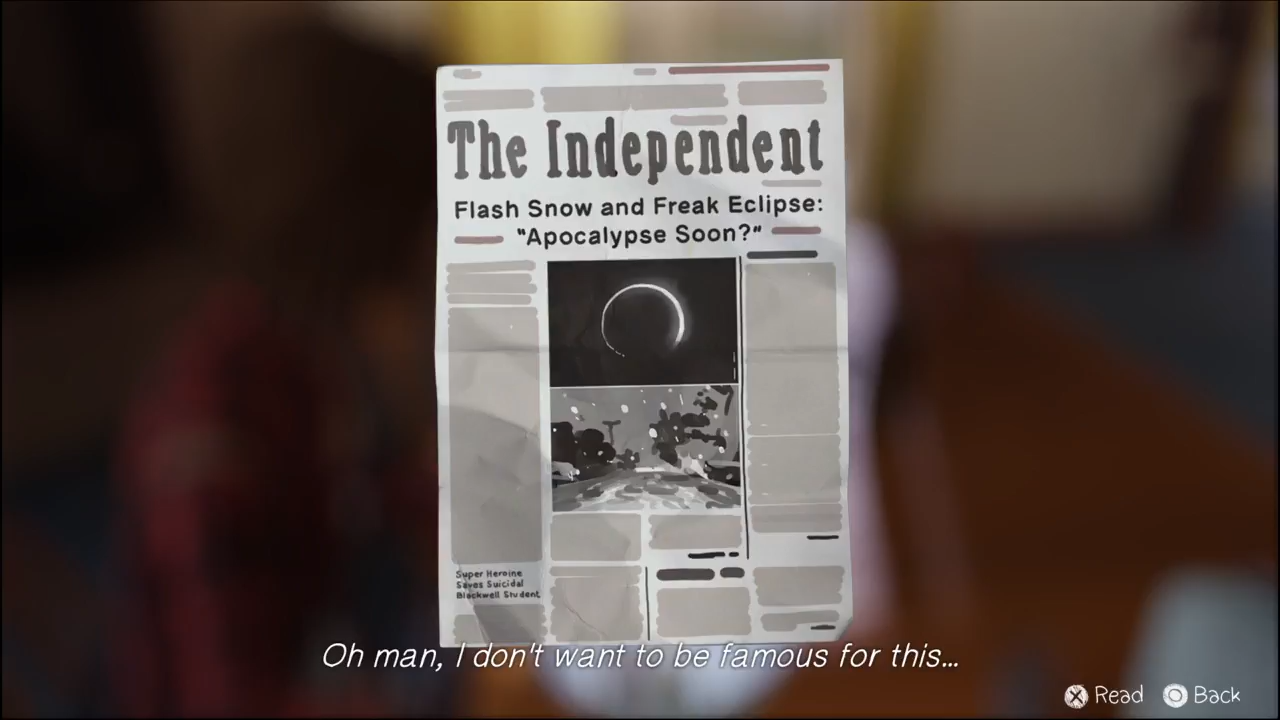 The Independent
Flash Snow and Freak Eclipse:
"Apocalypse Soon?"
Super Heroine
Saves Suicidal
Blackwell Student
Oh man, I don't want to be famous for this...
Read Back